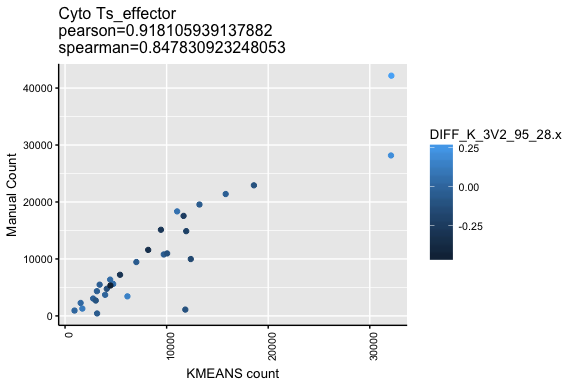 Cyto Ts_effector
pearson=0.918105939137882
spearman=0.847830923248053
40000
30000
20000
10000
0
Manual Count
0
10000
20000
30000
KMEANS count
DIFF_K_3V2_95_28.x
0.25
0.00
-0.25